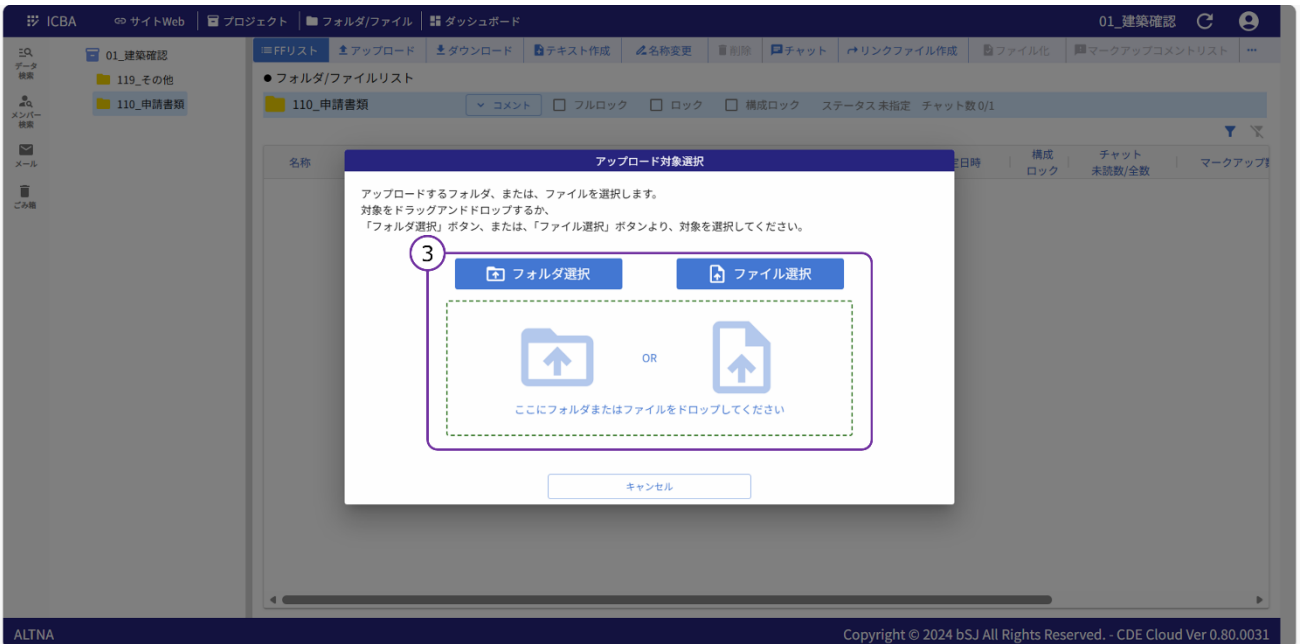 ICBA サイトWeb プロジェクト フォルダ/ファイル ダッシュボード 01_建築確認
データ
検索
メンバー
検索
メール
ごみ箱
01_建築確認
119_その他
110_申請書類
FFリスト アップロード ダウンロード テキスト作成 名称変更 削除 チャット リンクファイル作成 ファイル化 マークアップコメントリスト ...
●フォルダ/ファイルリスト
110_申請書類 コメント フルロック ロック 構成ロック ステータス 未指定 チャット数 0/1
名称 日時 構成 チャット マークアップ
ロック 未読数/全数
アップロード対象選択
アップロードするフォルダ、または、ファイルを選択します。
対象をドラッグアンドドロップするか、
「フォルダ選択」ボタン、または、「ファイル選択」ボタンより、対象を選択してください。
3
フォルダ選択 ファイル選択
OR
ここにフォルダまたはファイルをドロップしてください
キャンセル
ALTNA Copyright © 2024 bSJ All Rights Reserved. - CDE Cloud Ver 0.80.0031